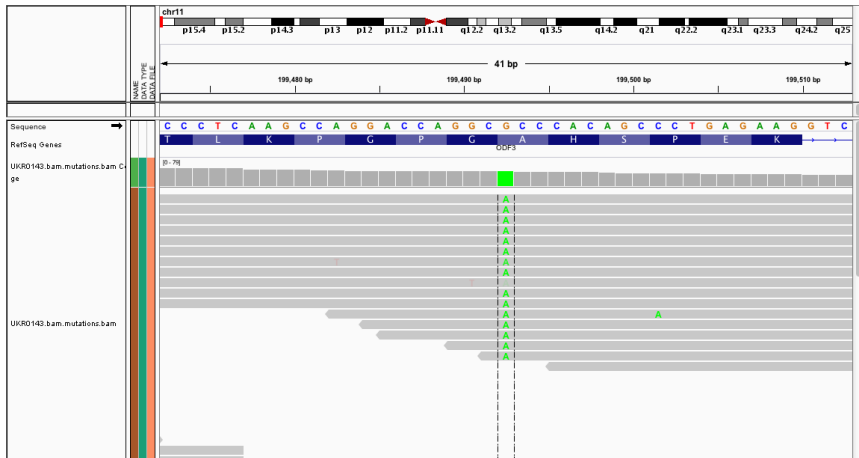 chr11
p15.4 p15.2 p14.3 p13 p12 p11.2 p11.11 q12.2 q13.2 q13.5 q14.2 q21 q22.2 q23.1 q23.3 q24.2 q25
41 bp
199,480 bp 199,490 bp 199,500 bp 199,510 bp
NAME
DATA TYPE
DATA FILE
Sequence
C C C T C A A G C C A G G A C C A G G C G C C C A C A G C C C T G A G A A G G T C
RefSeq Genes
T L K P G P G A H S P E K
ODF3
UKR0143.bam.mutations.bam C
ge
[0 - 79]
A
A
A
A
A
A
T A
A
T
A
A
A A
A
A
A
A
UKR0143.bam.mutations.bam